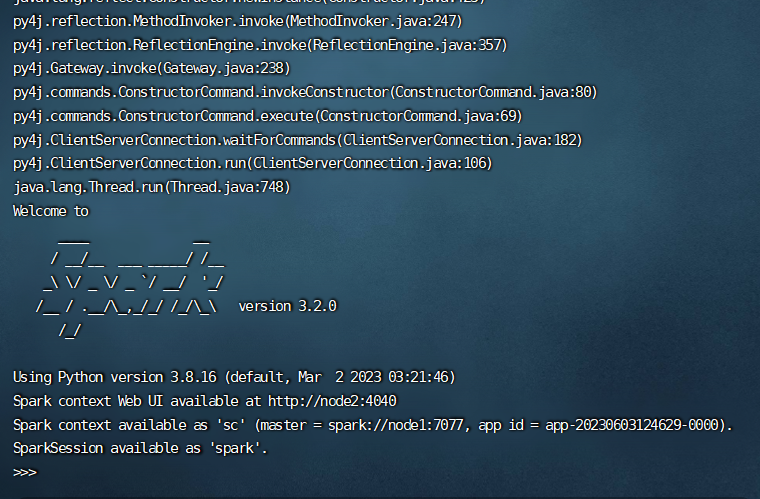 py4j.reflection.MethodInvoker.invoke(MethodInvoker.java:247)
py4j.reflection.ReflectionEngine.invoke(ReflectionEngine.java:357)
py4j.Gateway.invoke(Gateway.java:238)
py4j.commands.ConstructorCommand.invokeConstructor(ConstructorCommand.java:80)
py4j.commands.ConstructorCommand.execute(ConstructorCommand.java:69)
py4j.ClientServerConnection.waitForCommands(ClientServerConnection.java:182)
py4j.ClientServerConnection.run(ClientServerConnection.java:106)
java.lang.Thread.run(Thread.java:748)
Welcome to
      ____              __
     / __/__  ___ _____/ /__
    _\ \/ _ \/ _ `/ __/  '_/
   /__ / .__/\_,_/_/ /_/\_\   version 3.2.0
      /_/
Using Python version 3.8.16 (default, Mar  2 2023 03:21:46)
Spark context Web UI available at http://node2:4040
Spark context available as 'sc' (master = spark://node1:7077, app id = app-20230603124629-0000).
SparkSession available as 'spark'.
>>>